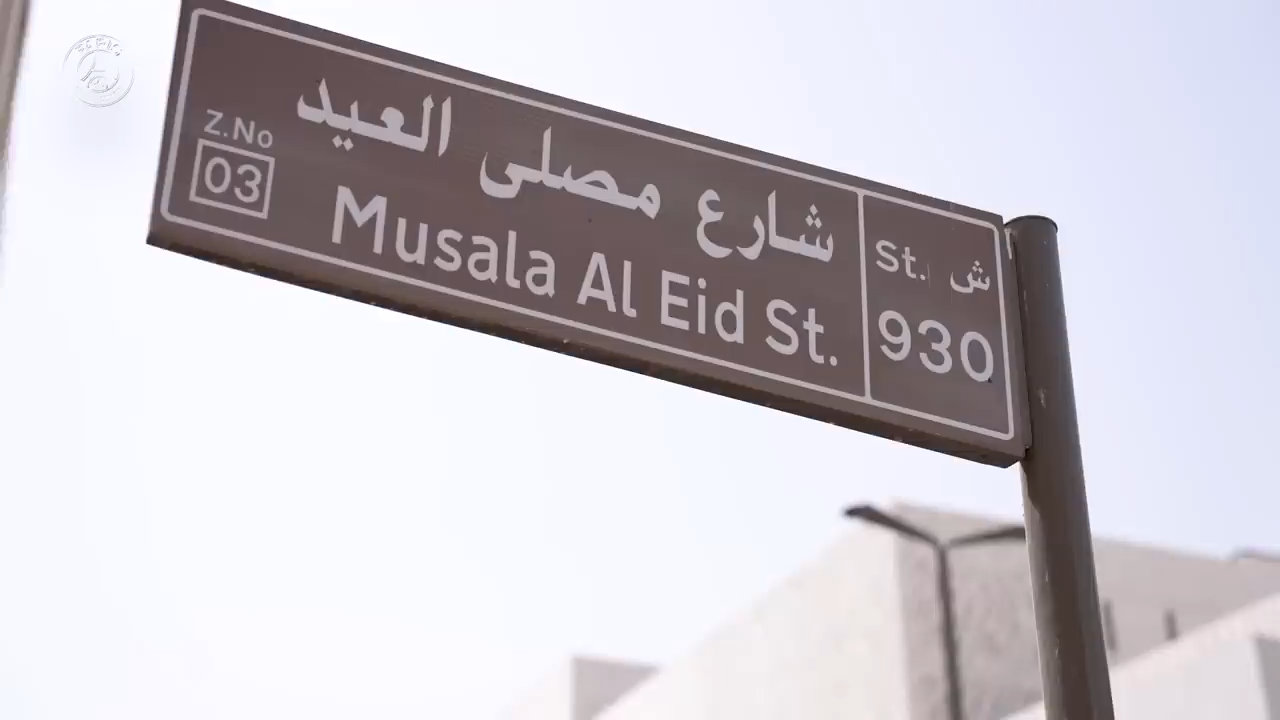 شارع مصلى العيد
Musala Al Eid St.
Z.No
03
St. ش
930